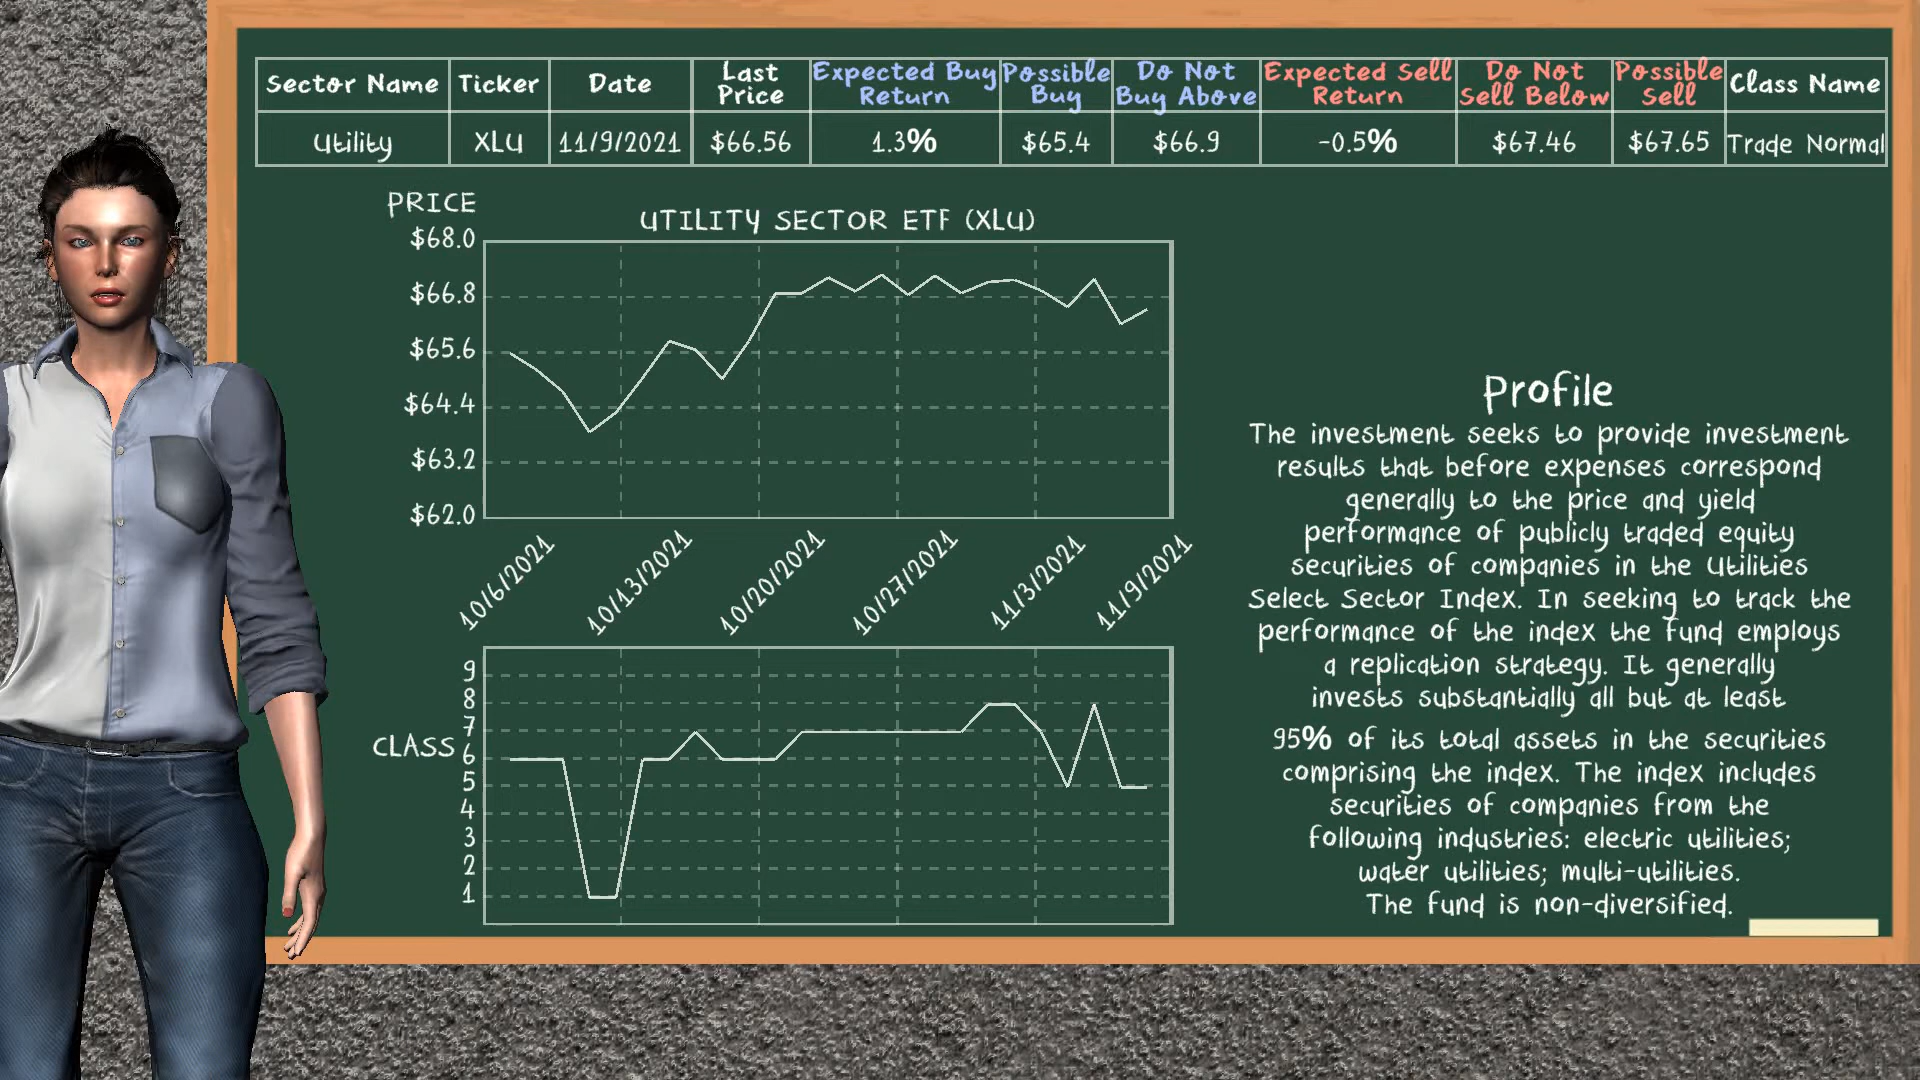 Sector Name Ticker Date Last Price Expected Buy Return Possible Buy Do Not Buy Above Expected Sell Return Do Not Sell Below Possible Sell Class Name
Utility XLU 11/9/2021 $66.56 1.3% $65.4 $66.9 -0.5% $67.46 $67.65 Trade Normal
PRICE
UTILITY SECTOR ETF (XLU)
$68.0
$66.8
$65.6
$64.4
$63.2
$62.0
10/6/2021 10/13/2021 10/20/2021 10/27/2021 11/3/2021 11/9/2021
CLASS
9
8
7
6
5
4
3
2
1
Profile
The investment seeks to provide investment
results that before expenses correspond
generally to the price and yield
performance of publicly traded equity
securities of companies in the Utilities
Select Sector Index. In seeking to track the
performance of the index the fund employs
a replication strategy. It generally
invests substantially all but at least
95% of its total assets in the securities
comprising the index. The index includes
securities of companies from the
following industries: electric utilities;
water utilities; multi-utilities.
The fund is non-diversified.